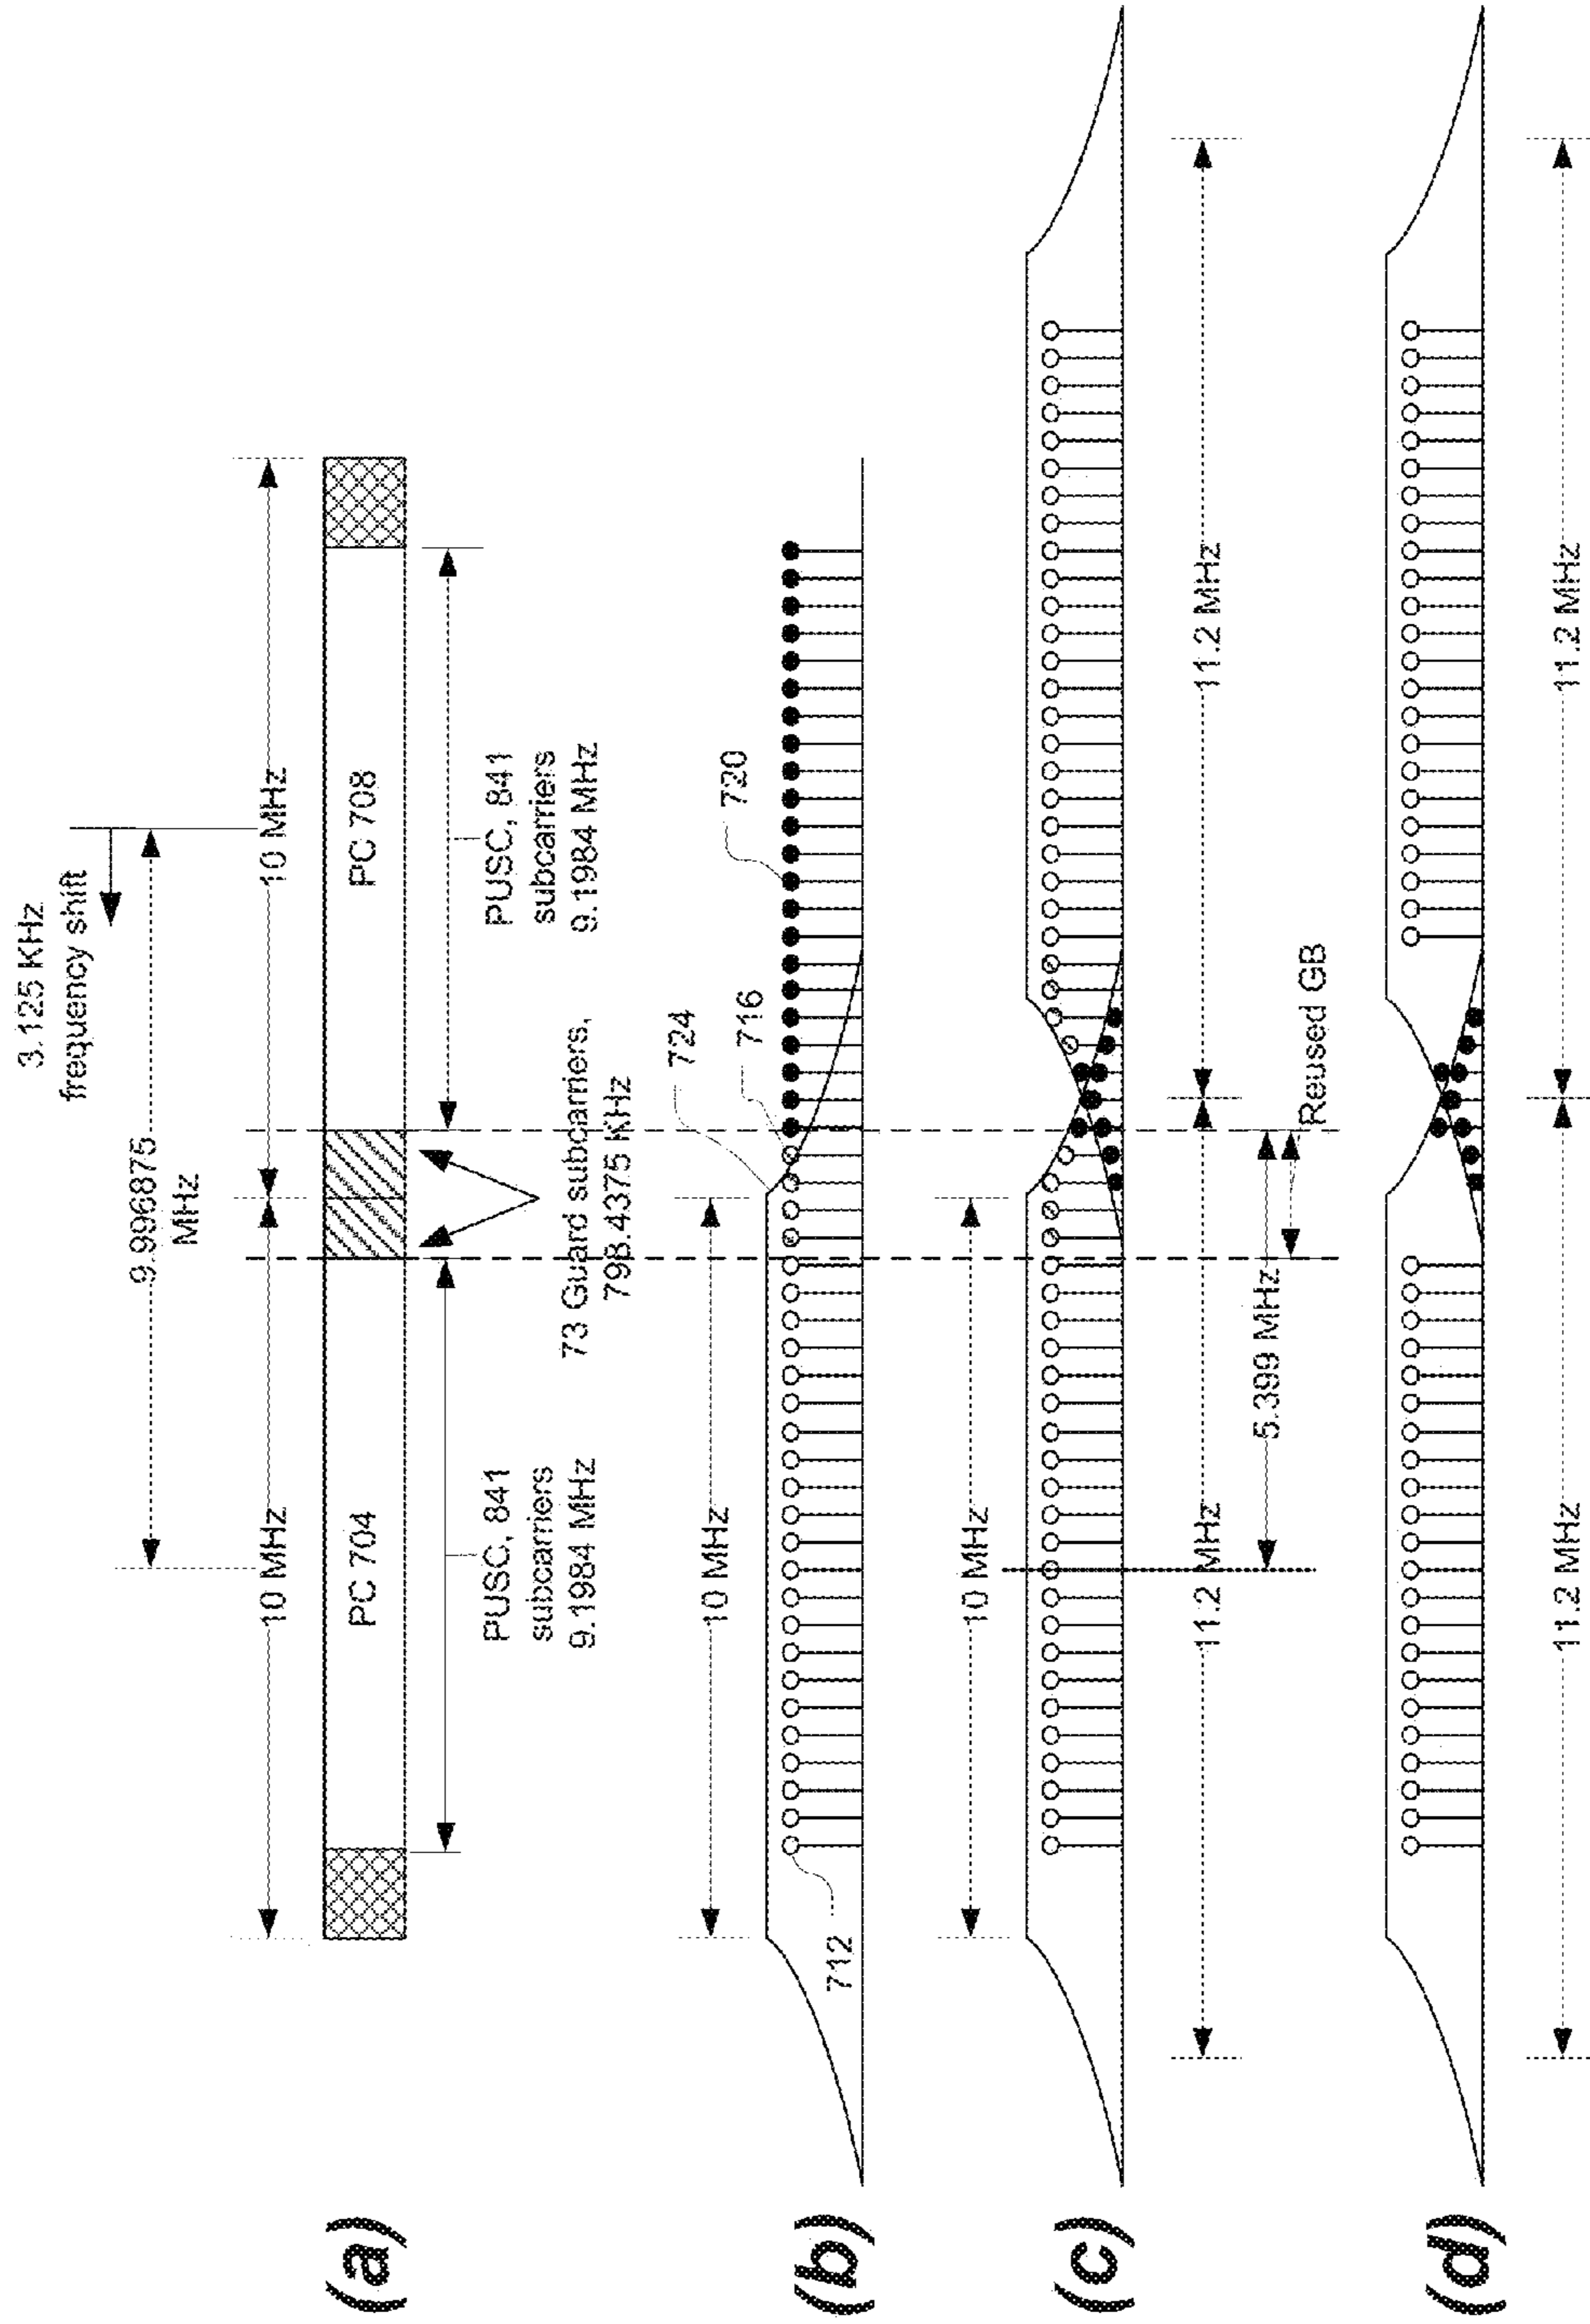 3.125 KHz
frequency shift
9.996875
MHz
10 MHz
10 MHz
(a)
PC 704
PC 708
PUSC, 841
subcarriers
9.1984 MHz
73 Guard subcarriers,
798.4375 KHz
PUSC, 841
subcarriers
9.1984 MHz
10 MHz
724
716
720
(b)
712
10 MHz
(c)
11.2 MHz
11.2 MHz
5.399 MHz
Reused GB
(d)
11.2 MHz
11.2 MHz